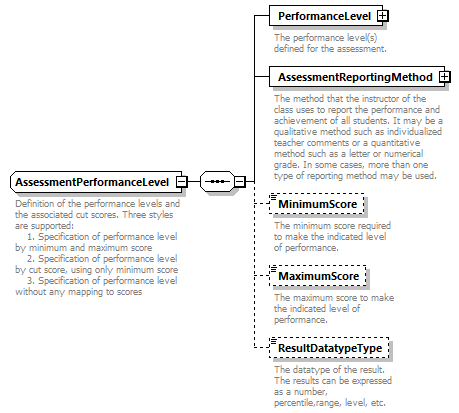 PerformanceLevel
The performance level(s)
defined for the assessment.
AssessmentReportingMethod
The method that the instructor of the
class uses to report the performance and
achievement of all students. It may be a
qualitative method such as individualized
teacher comments or a quantitative
method such as a letter or numerical
grade. In some cases, more than one
type of reporting method may be used.
AssessmentPerformanceLevel
Definition of the performance levels and
the associated cut scores. Three styles
are supported:
1. Specification of performance level
by minimum and maximum score
2. Specification of performance level
by cut score, using only minimum score
3. Specification of performance level
without any mapping to scores
MinimumScore
The minimum score required
to make the indicated level
of performance.
MaximumScore
The maximum score to make
the indicated level of
performance.
ResultDatatypeType
The datatype of the result.
The results can be expressed
as a number,
percentile,range, level, etc.